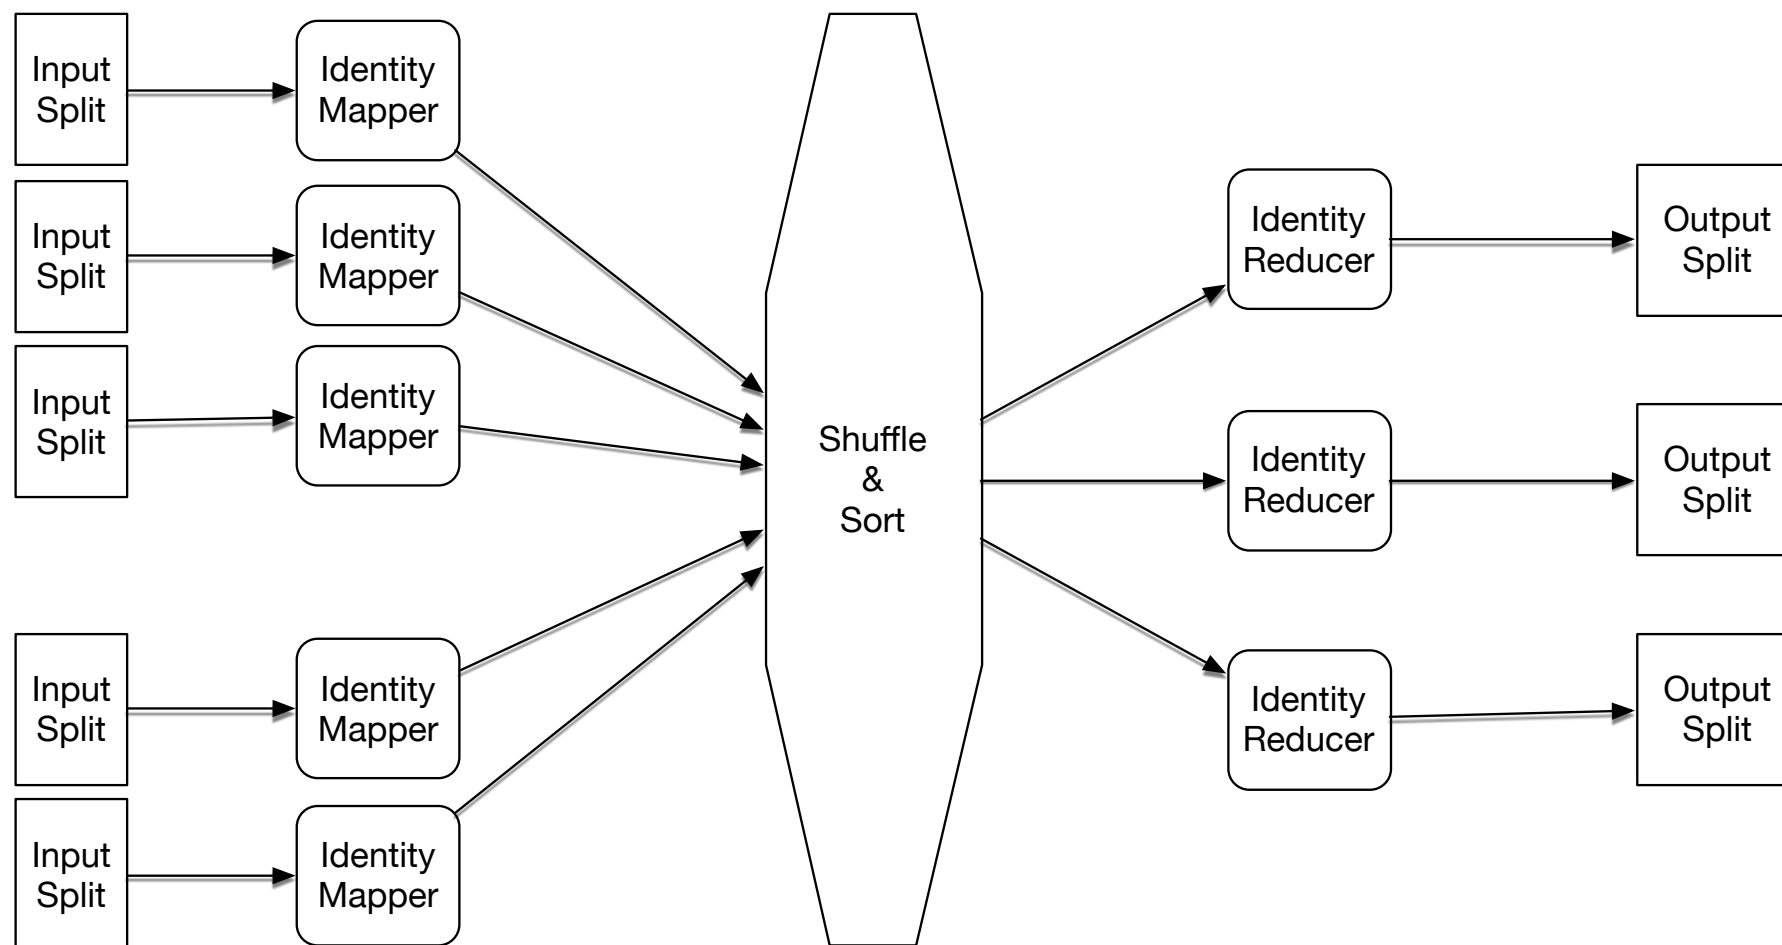 Input
Split
Identity
Mapper
Input
Split
Identity
Mapper
Input
Split
Identity
Mapper
Input
Split
Identity
Mapper
Input
Split
Identity
Mapper
Shuffle
&
Sort
Identity
Reducer
Output
Split
Identity
Reducer
Output
Split
Identity
Reducer
Output
Split